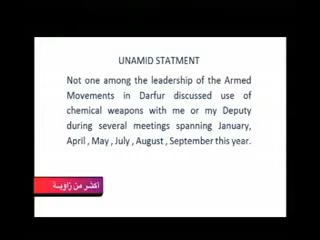 UNAMID STATMENT
Not one among the leadership of the Armed
Movements in Darfur discussed use of
chemical weapons with me or my Deputy
during several meetings spanning January,
April , May , July , August , September this year.
أكثر من زاوية